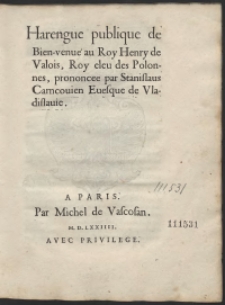 Harengue publique de
Bien-venue au Roy Henry de
Valois, Roy eleu des Polon-
nes, prononcee par Stanislaus
Carncouien Euesque de Vla-
dislauie.
A PARIS.
Par Michel de Vascosan.
M. D. LXXIIII.
AVEC PRIVILEGE.
111531
111531